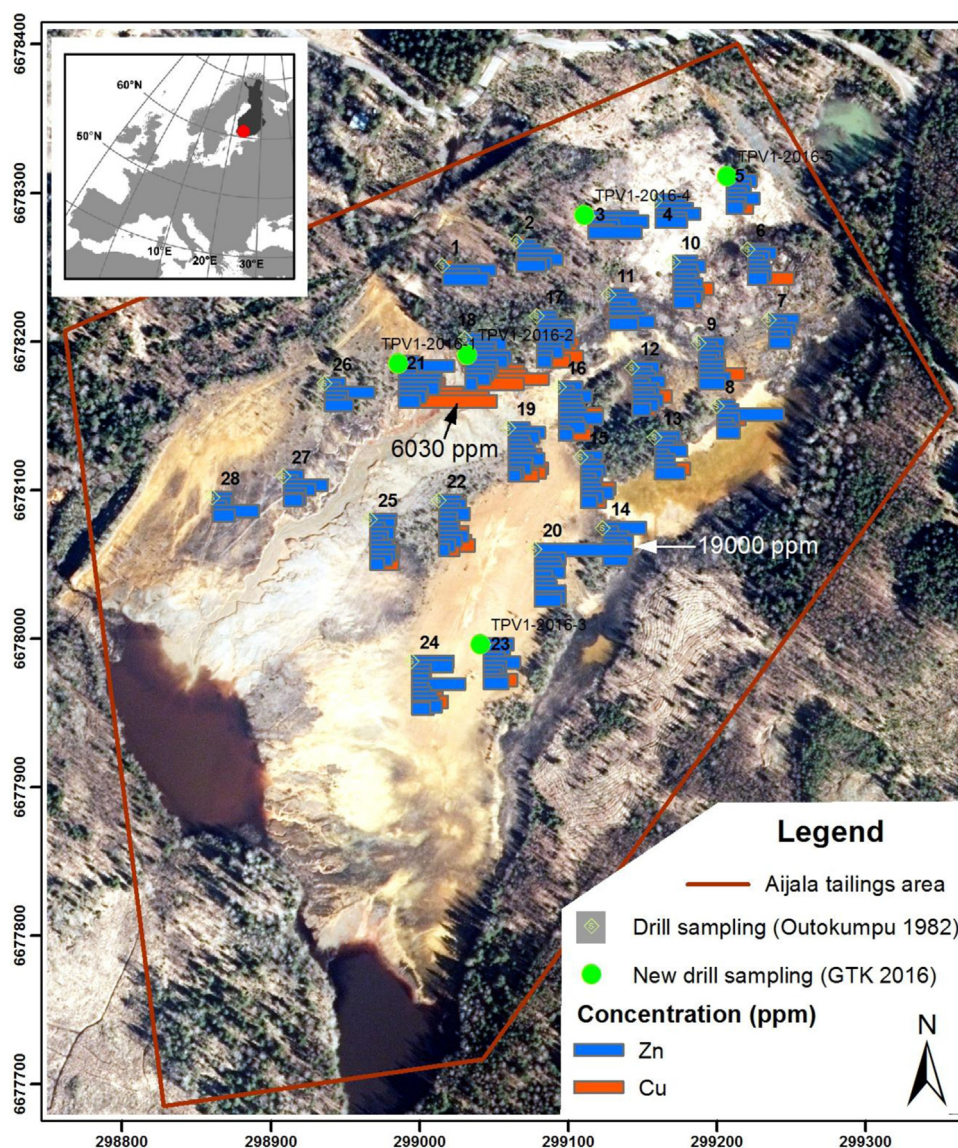 6678400
6678300
6678200
6678100
6678000
6677900
6677800
6677700
60°N
50°N
10°E
20°E
30°E
TPV1-2016-5
5
TPV1-2016-4
3
4
2
1
10
6
11
17
7
18
TPV1-2016-2
TPV1-2016-1
21
9
12
26
16
8
19
13
6030 ppm
15
27
28
22
25
14
20
19000 ppm
TPV1-2016-3
24
23
Legend
Aijala tailings area
Drill sampling (Outokumpu 1982)
New drill sampling (GTK 2016)
Concentration (ppm)
Zn
Cu
N
298800
298900
299000
299100
299200
299300